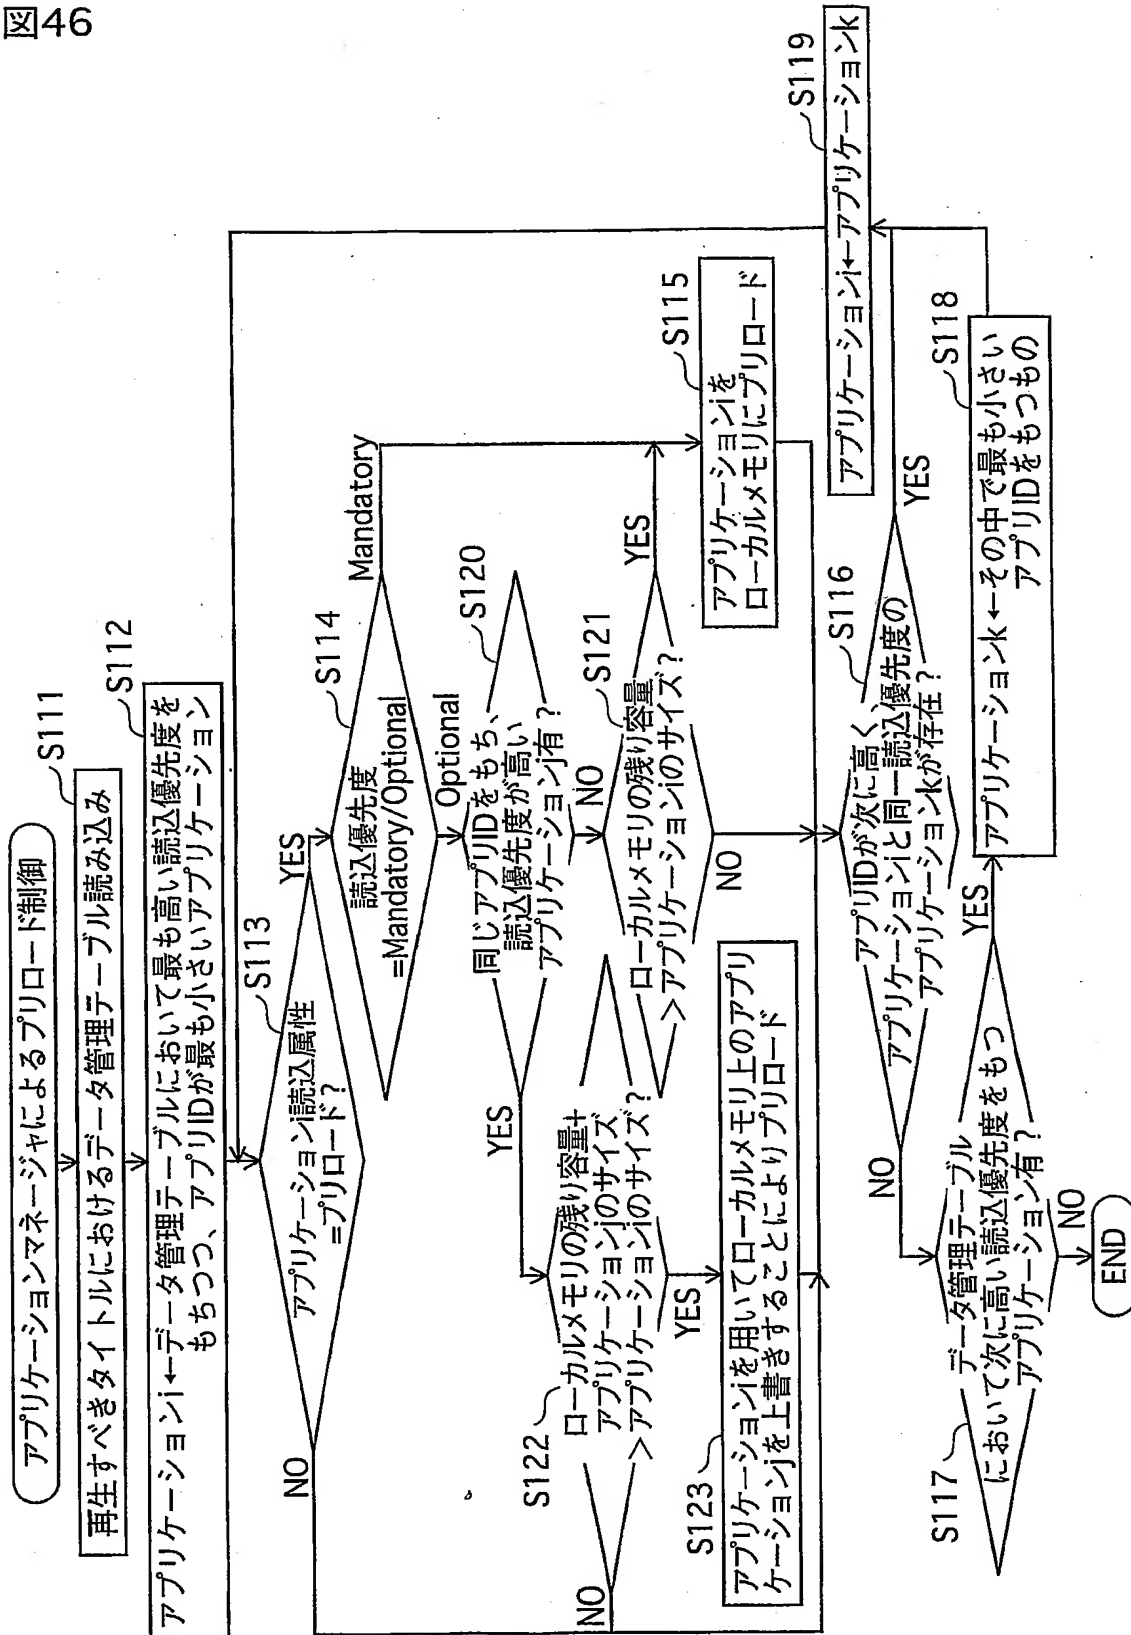 図46
アプリケーションマネージャによるプリロード制御
S111
再生すべきタイトルにおけるデータ管理テーブル読み込み
S112
アプリケーションi←データ管理テーブルにおいて最も高い読込優先度を
もちつつ、アプリIDが最も小さいアプリケーション
S113
アプリケーションi読込属性
=プリロード?
YES
NO
S114
読込優先度
=Mandatory/Optional
Mandatory
Optional
S120
同じアプリIDをもち、
読込優先度が高い
アプリケーションj有?
YES
NO
S121
ローカルメモリの残り容量
>アプリケーションiのサイズ?
YES
NO
S115
アプリケーションiを
ローカルメモリにプリロード
S122
ローカルメモリの残り容量+
アプリケーションjのサイズ
>アプリケーションiのサイズ?
YES
NO
S123
アプリケーションiを用いてローカルメモリ上のアプリ
ケーションjを上書きすることによりプリロード
S116
アプリIDが次に高く、
アプリケーションiと同一読込優先度の
アプリケーションkが存在?
YES
NO
S117
データ管理テーブル
において次に高い読込優先度をもつ
アプリケーション有?
YES
NO
S118
アプリケーションk←その中で最も小さい
アプリIDをもつもの
S119
アプリケーションi←アプリケーションk
END